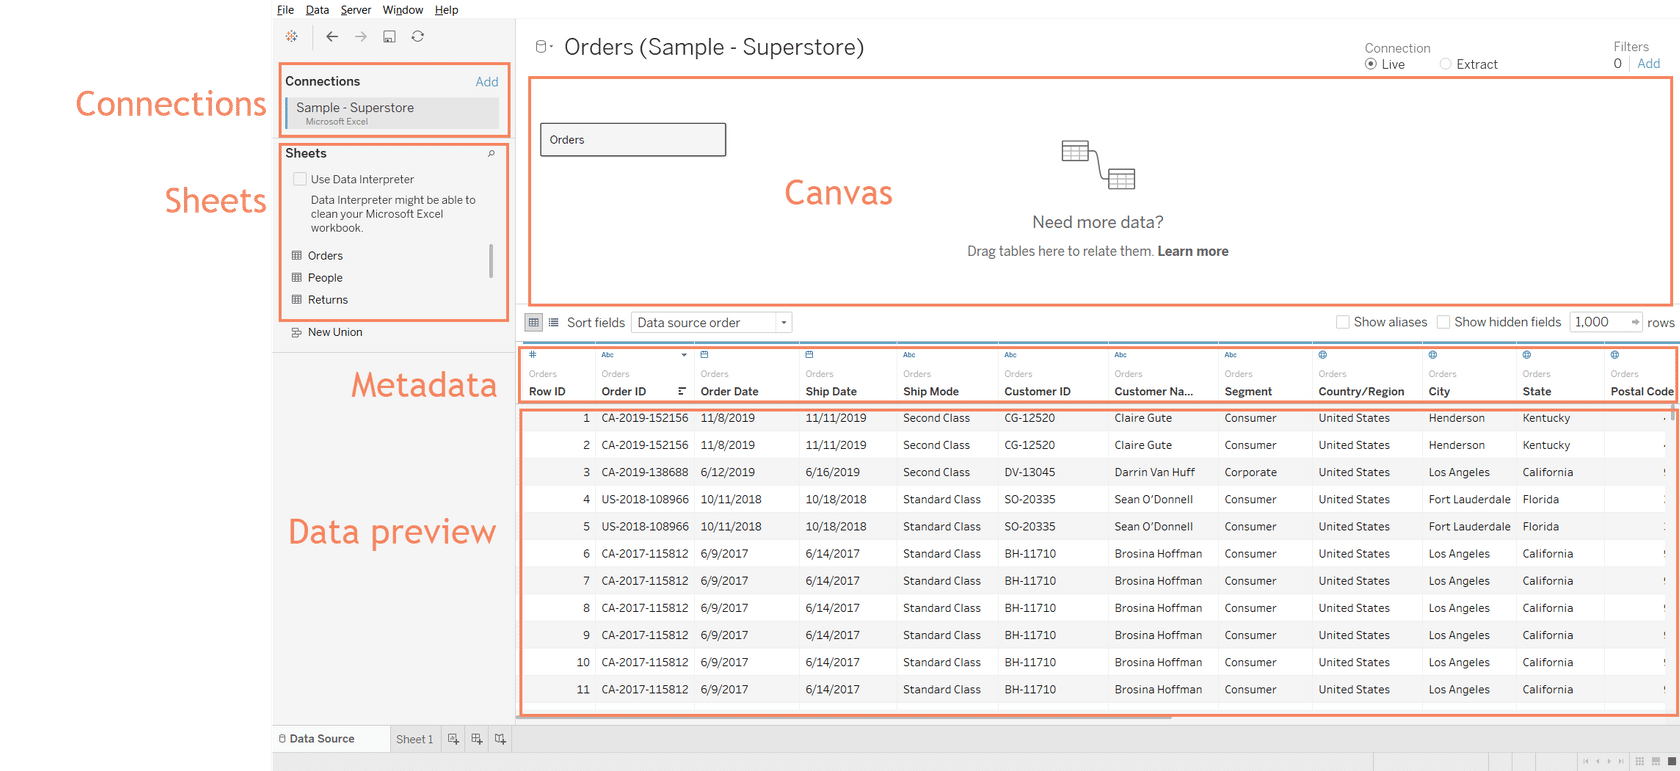 File Data Server Window Help
Orders (Sample - Superstore)
Connection
Live Extract
Filters
0 Add
Connections
Connections Add
Sample - Superstore
Microsoft Excel
Sheets
Sheets
Use Data Interpreter
Data Interpreter might be able to
clean your Microsoft Excel
workbook.
Orders
People
Returns
New Union
Orders
Canvas
Need more data?
Drag tables here to relate them. Learn more
Sort fields Data source order Show aliases Show hidden fields 1,000 rows
Metadata
# Abc Abc Abc Abc Abc
Orders Orders Orders Orders Orders Orders Orders Orders Orders Orders Orders Orders
Row ID Order ID Order Date Ship Date Ship Mode Customer ID Customer Na... Segment Country/Region City State Postal Code
Data preview
1 CA-2019-152156 11/8/2019 11/11/2019 Second Class CG-12520 Claire Gute Consumer United States Henderson Kentucky
2 CA-2019-152156 11/8/2019 11/11/2019 Second Class CG-12520 Claire Gute Consumer United States Henderson Kentucky
3 CA-2019-138688 6/12/2019 6/16/2019 Second Class DV-13045 Darrin Van Huff Corporate United States Los Angeles California
4 US-2018-108966 10/11/2018 10/18/2018 Standard Class SO-20335 Sean O'Donnell Consumer United States Fort Lauderdale Florida
5 US-2018-108966 10/11/2018 10/18/2018 Standard Class SO-20335 Sean O'Donnell Consumer United States Fort Lauderdale Florida
6 CA-2017-115812 6/9/2017 6/14/2017 Standard Class BH-11710 Brosina Hoffman Consumer United States Los Angeles California
7 CA-2017-115812 6/9/2017 6/14/2017 Standard Class BH-11710 Brosina Hoffman Consumer United States Los Angeles California
8 CA-2017-115812 6/9/2017 6/14/2017 Standard Class BH-11710 Brosina Hoffman Consumer United States Los Angeles California
9 CA-2017-115812 6/9/2017 6/14/2017 Standard Class BH-11710 Brosina Hoffman Consumer United States Los Angeles California
10 CA-2017-115812 6/9/2017 6/14/2017 Standard Class BH-11710 Brosina Hoffman Consumer United States Los Angeles California
11 CA-2017-115812 6/9/2017 6/14/2017 Standard Class BH-11710 Brosina Hoffman Consumer United States Los Angeles California
Data Source Sheet 1